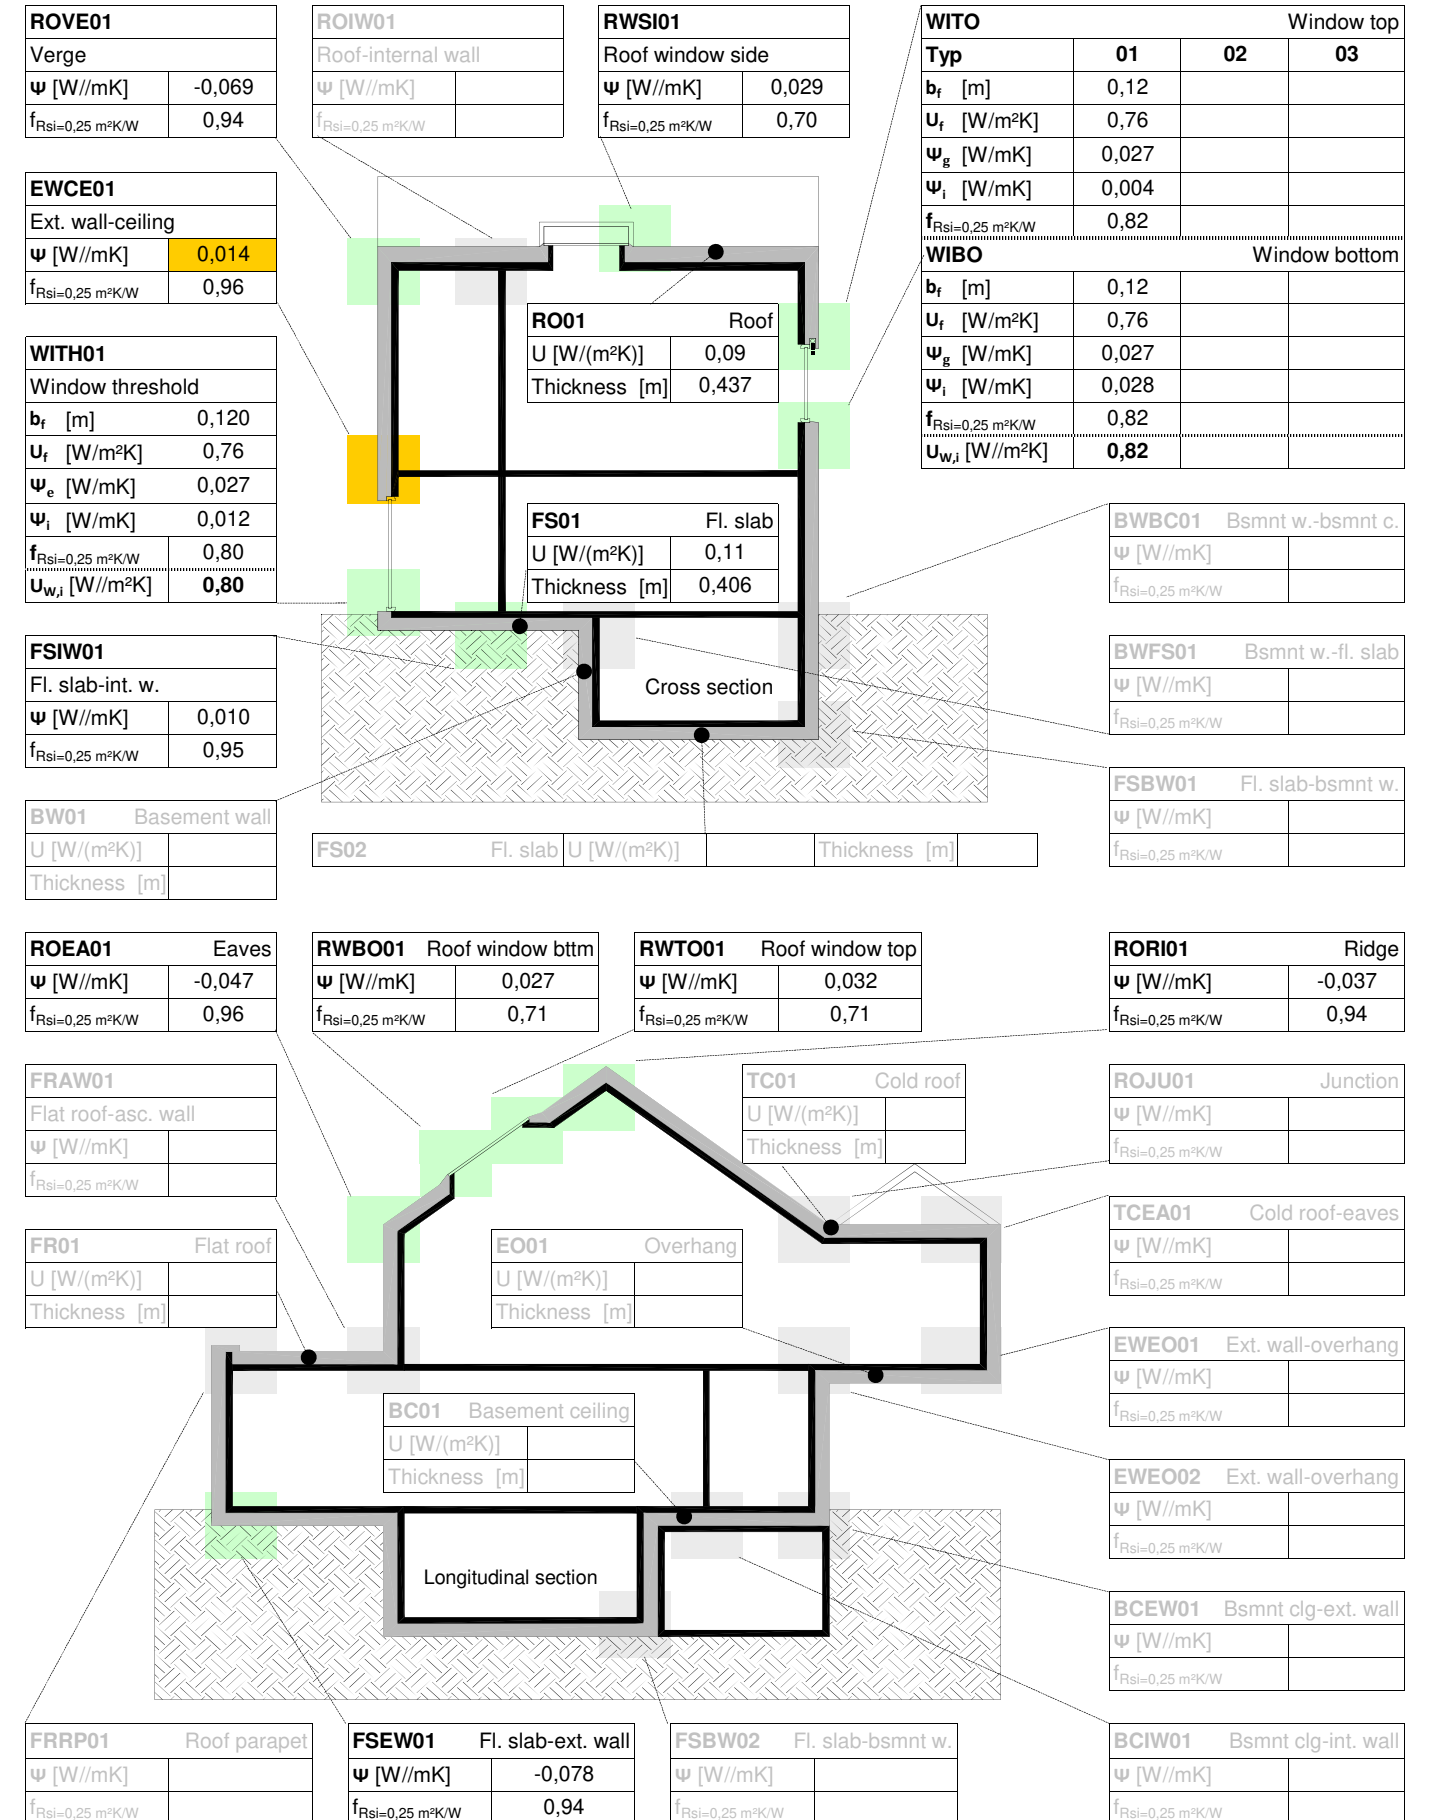 ROVE01
Verge
Ψ [W//mK] -0,069
fRsi=0,25 m²K/W 0,94
ROIW01
Roof-internal wall
Ψ [W//mK]
fRsi=0,25 m²K/W
RWSI01
Roof window side
Ψ [W//mK] 0,029
fRsi=0,25 m²K/W 0,70
WITO Window top
Typ 01 02 03
bf [m] 0,12
Uf [W/m²K] 0,76
Ψg [W/mK] 0,027
Ψi [W/mK] 0,004
fRsi=0,25 m²K/W 0,82
WIBO Window bottom
bf [m] 0,12
Uf [W/m²K] 0,76
Ψg [W/mK] 0,027
Ψi [W/mK] 0,028
fRsi=0,25 m²K/W 0,82
UW,i [W//m²K] 0,82
EWCE01
Ext. wall-ceiling
Ψ [W//mK] 0,014
fRsi=0,25 m²K/W 0,96
RO01 Roof
U [W/(m²K)] 0,09
Thickness [m] 0,437
WITH01
Window threshold
bf [m] 0,120
Uf [W/m²K] 0,76
Ψe [W/mK] 0,027
Ψi [W/mK] 0,012
fRsi=0,25 m²K/W 0,80
UW,i [W//m²K] 0,80
FS01 Fl. slab
U [W/(m²K)] 0,11
Thickness [m] 0,406
BWBC01 Bsmnt w.-bsmnt c.
Ψ [W//mK]
fRsi=0,25 m²K/W
FSIW01
Fl. slab-int. w.
Ψ [W//mK] 0,010
fRsi=0,25 m²K/W 0,95
Cross section
BWFS01 Bsmnt w.-fl. slab
Ψ [W//mK]
fRsi=0,25 m²K/W
FSBW01 Fl. slab-bsmnt w.
Ψ [W//mK]
fRsi=0,25 m²K/W
BW01 Basement wall
U [W/(m²K)]
Thickness [m]
FS02 Fl. slab U [W/(m²K)] Thickness [m]
ROEA01 Eaves
Ψ [W//mK] -0,047
fRsi=0,25 m²K/W 0,96
RWBO01 Roof window bttm
Ψ [W//mK] 0,027
fRsi=0,25 m²K/W 0,71
RWTO01 Roof window top
Ψ [W//mK] 0,032
fRsi=0,25 m²K/W 0,71
RORI01 Ridge
Ψ [W//mK] -0,037
fRsi=0,25 m²K/W 0,94
FRAW01
Flat roof-asc. wall
Ψ [W//mK]
fRsi=0,25 m²K/W
TC01 Cold roof
U [W/(m²K)]
Thickness [m]
ROJU01 Junction
Ψ [W//mK]
fRsi=0,25 m²K/W
TCEA01 Cold roof-eaves
Ψ [W//mK]
fRsi=0,25 m²K/W
FR01 Flat roof
U [W/(m²K)]
Thickness [m]
EO01 Overhang
U [W/(m²K)]
Thickness [m]
EWEO01 Ext. wall-overhang
Ψ [W//mK]
fRsi=0,25 m²K/W
BC01 Basement ceiling
U [W/(m²K)]
Thickness [m]
EWEO02 Ext. wall-overhang
Ψ [W//mK]
fRsi=0,25 m²K/W
Longitudinal section
BCEW01 Bsmnt clg-ext. wall
Ψ [W//mK]
fRsi=0,25 m²K/W
FRRP01 Roof parapet
Ψ [W//mK]
fRsi=0,25 m²K/W
FSEW01 Fl. slab-ext. wall
Ψ [W//mK] -0,078
fRsi=0,25 m²K/W 0,94
FSBW02 Fl. slab-bsmnt w.
Ψ [W//mK]
fRsi=0,25 m²K/W
BCIW01 Bsmnt clg-int. wall
Ψ [W//mK]
fRsi=0,25 m²K/W